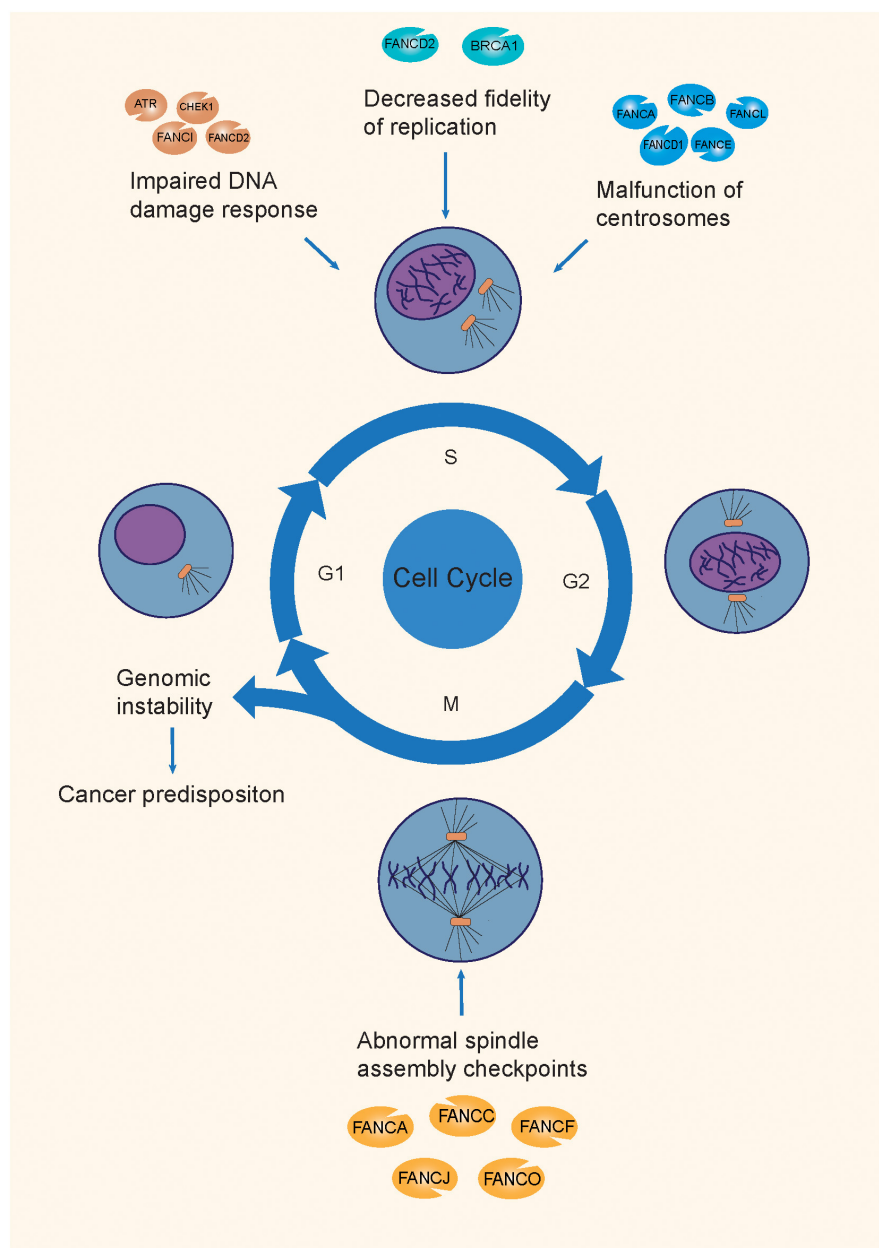 FANCD2 BRCA1
Decreased fidelity
of replication
ATR CHEK1
FANCI FANCD2
Impaired DNA
damage response
FANCA FANCB FANCL
FANCD1 FANCE
Malfunction of
centrosomes
S
G1
Cell Cycle
G2
M
Genomic
instability
Cancer predispositon
Abnormal spindle
assembly checkpoints
FANCA FANCC FANCF
FANCJ FANCO